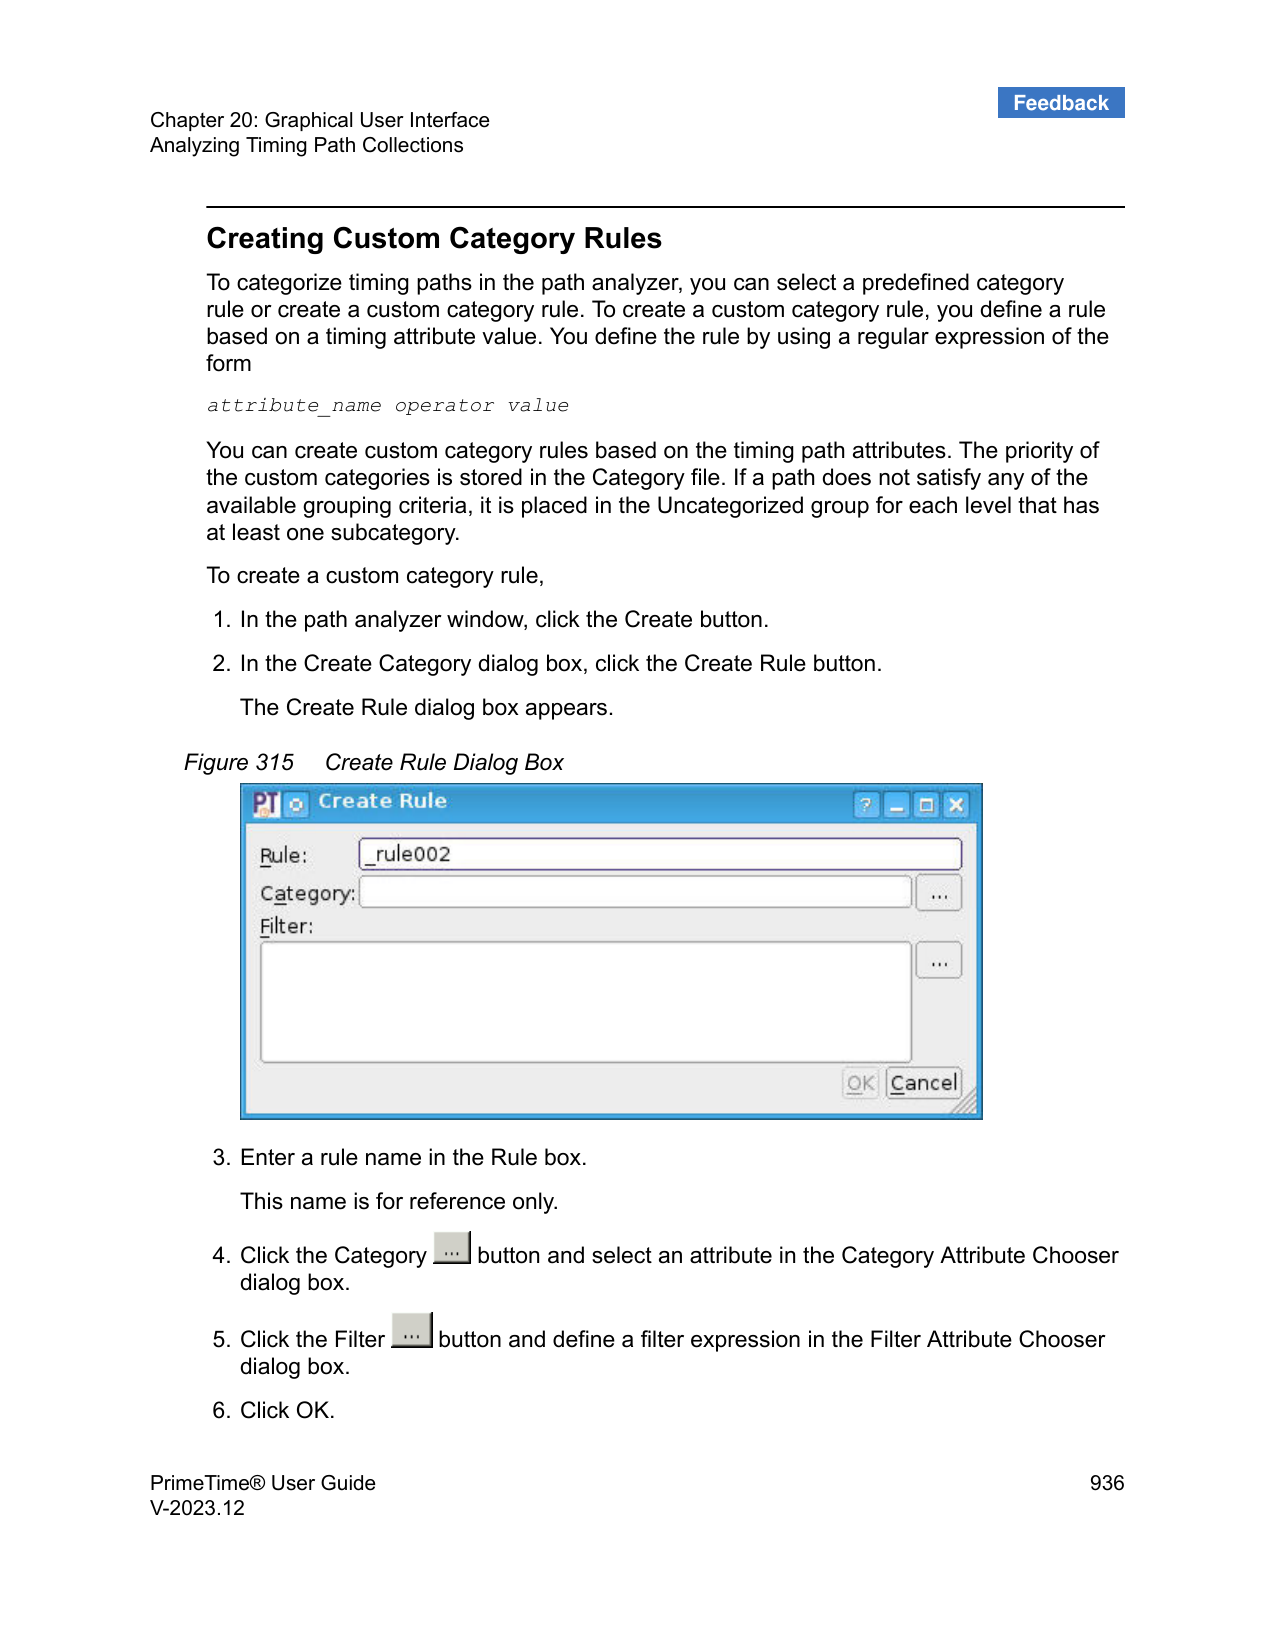 Feedback
Chapter 20: Graphical User Interface
Analyzing Timing Path Collections
Creating Custom Category Rules
To categorize timing paths in the path analyzer, you can select a predefined category
rule or create a custom category rule. To create a custom category rule, you define a rule
based on a timing attribute value. You define the rule by using a regular expression of the
form
attribute_name operator value
You can create custom category rules based on the timing path attributes. The priority of
the custom categories is stored in the Category file. If a path does not satisfy any of the
available grouping criteria, it is placed in the Uncategorized group for each level that has
at least one subcategory.
To create a custom category rule,
1. In the path analyzer window, click the Create button.
2. In the Create Category dialog box, click the Create Rule button.
The Create Rule dialog box appears.
Figure 315 Create Rule Dialog Box
PT Create Rule ?
Rule: _rule002
Category: ...
Filter:
...
OK Cancel
3. Enter a rule name in the Rule box.
This name is for reference only.
4. Click the Category ... button and select an attribute in the Category Attribute Chooser
dialog box.
5. Click the Filter ... button and define a filter expression in the Filter Attribute Chooser
dialog box.
6. Click OK.
PrimeTime® User Guide 936
V-2023.12